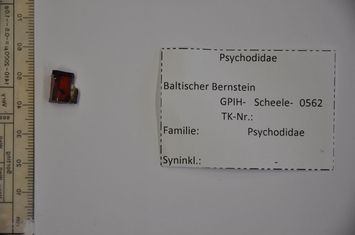 Psychodidae
Baltischer Bernstein
GPIH- Scheele- 0562
TK-Nr.:
Familie: Psychodidae
Syninkl.: -